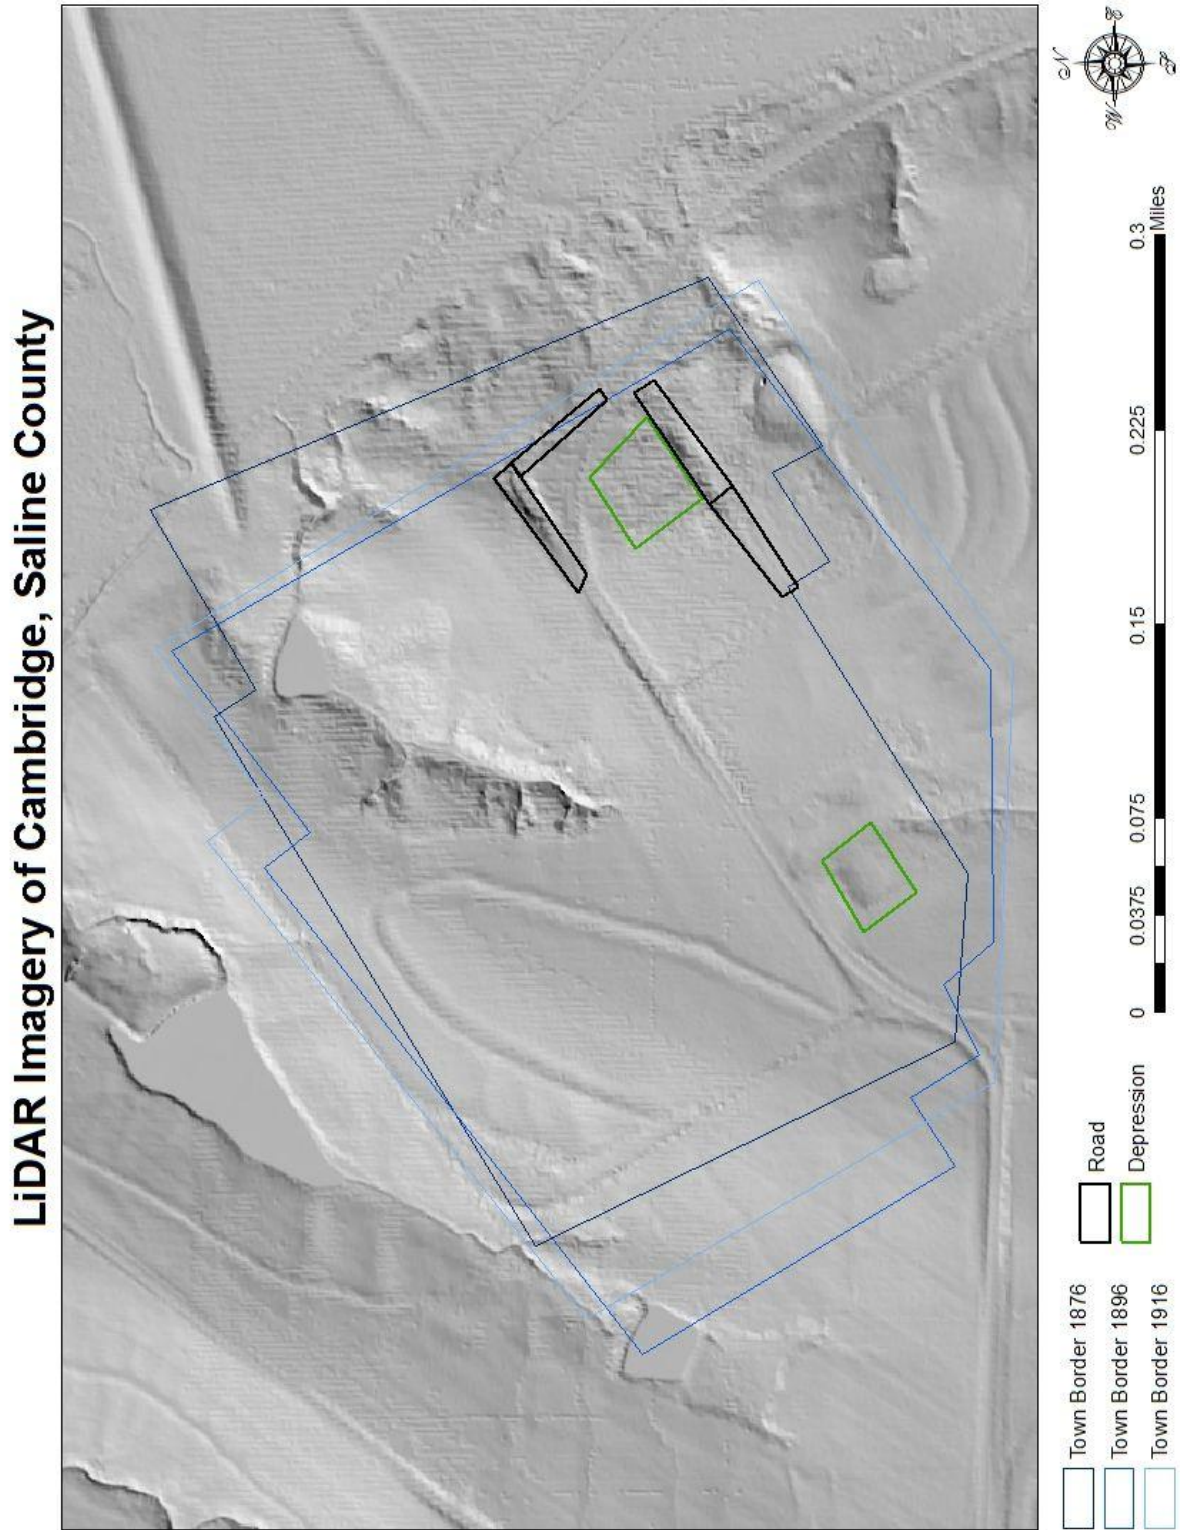 LiDAR Imagery of Cambridge, Saline County
N
W
E
S
Town Border 1876
Town Border 1896
Town Border 1916
Road
Depression
0 0.0375 0.075 0.15 0.225 0.3
Miles